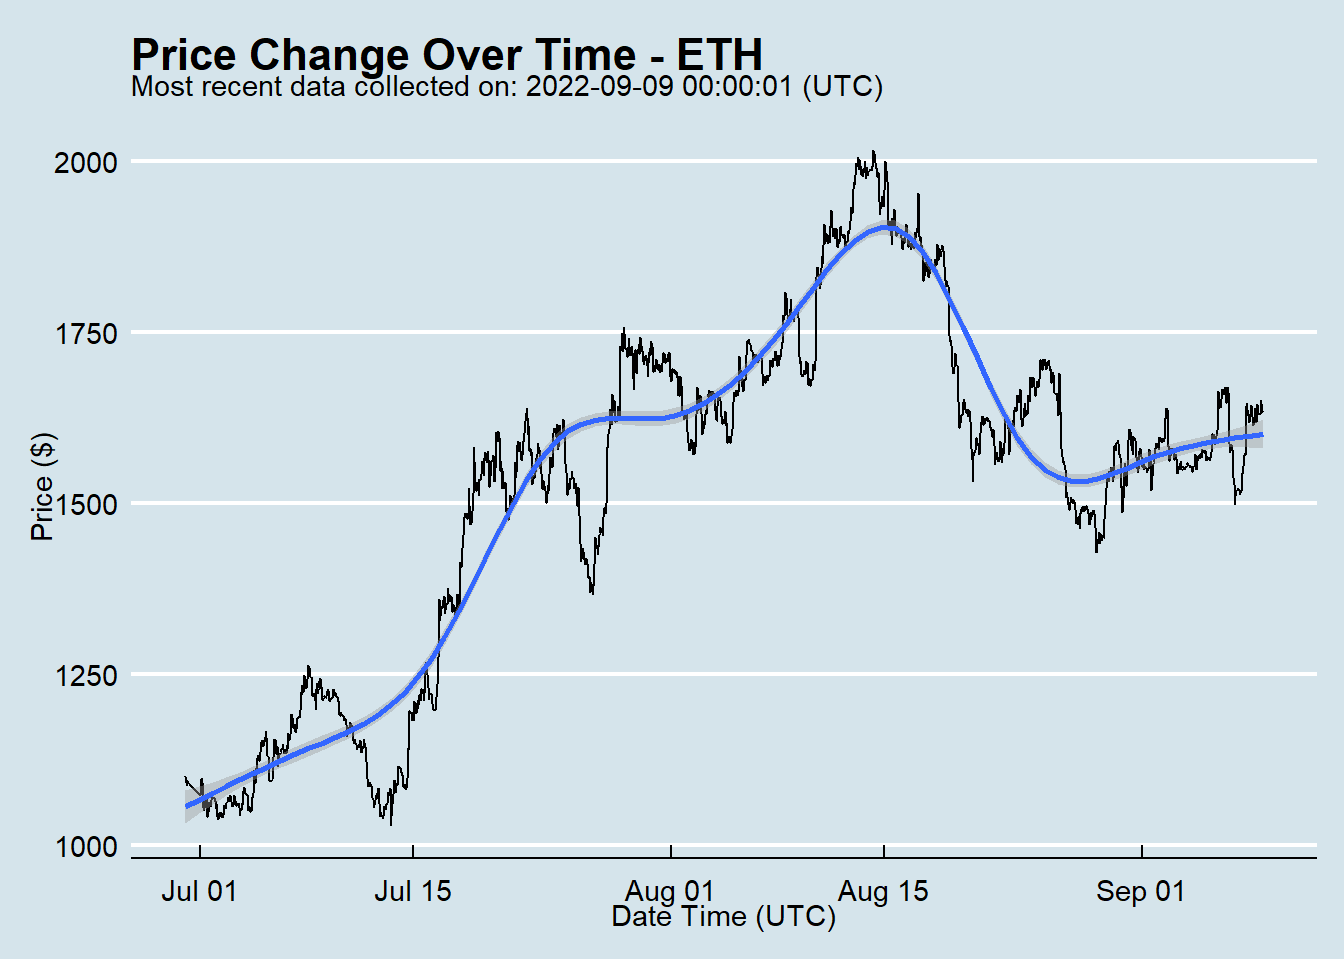 Price Change Over Time - ETH
Most recent data collected on: 2022-09-09 00:00:01 (UTC)
2000
1750
1500
1250
1000
Price ($)
Jul 01
Jul 15
Aug 01
Aug 15
Sep 01
Date Time (UTC)